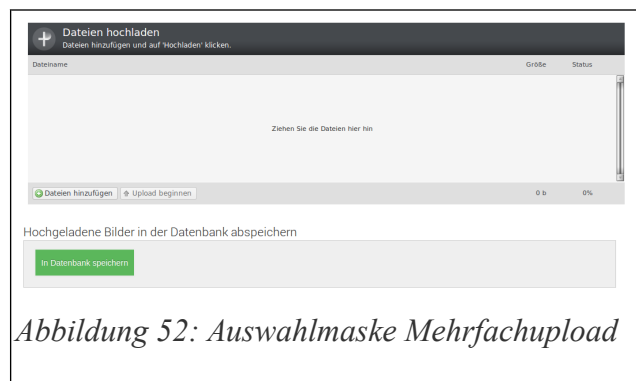 Dateien hochladen
Dateien hinzufügen und auf 'Hochladen' klicken.
Dateiname Größe Status
Ziehen Sie die Dateien hier hin
Dateien hinzufügen Upload beginnen 0 b 0%
Hochgeladene Bilder in der Datenbank abspeichern
In Datenbank speichern
Abbildung 52: Auswahlmaske Mehrfachupload